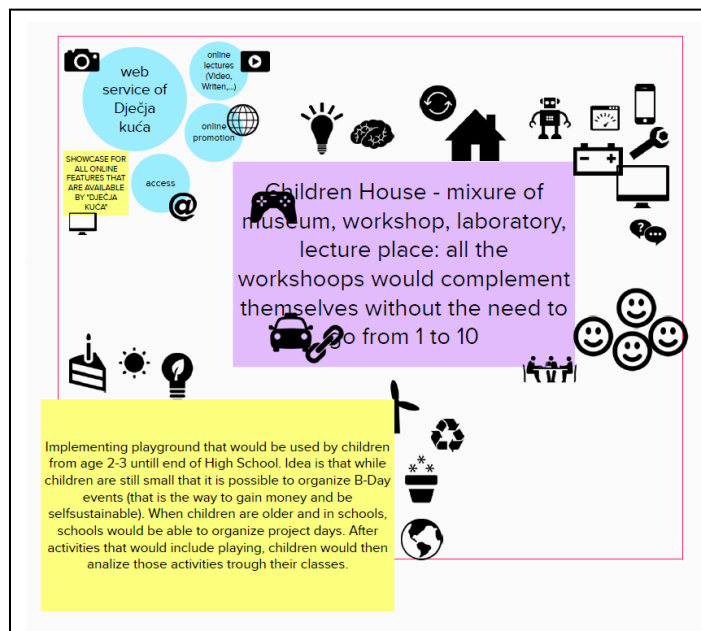 web
service of
Dječja
kuća
online
lectures
(Video,
Writen,...)
online
promotion
access
SHOWCASE FOR
ALL ONLINE
FEATURES THAT
ARE AVAILABLE
BY "DJEČJA
KUĆA"
Children House - mixure of
museum, workshop, laboratory,
lecture place: all the
workshoops would complement
themselves without the need to
go from 1 to 10
Implementing playground that would be used by children
from age 2-3 untill end of High School. Idea is that while
children are still small that it is possible to organize B-Day
events (that is the way to gain money and be
selfsustainable). When children are older and in schools,
schools would be able to organize project days. After
activities that would include playing, children would then
analize those activities trough their classes.